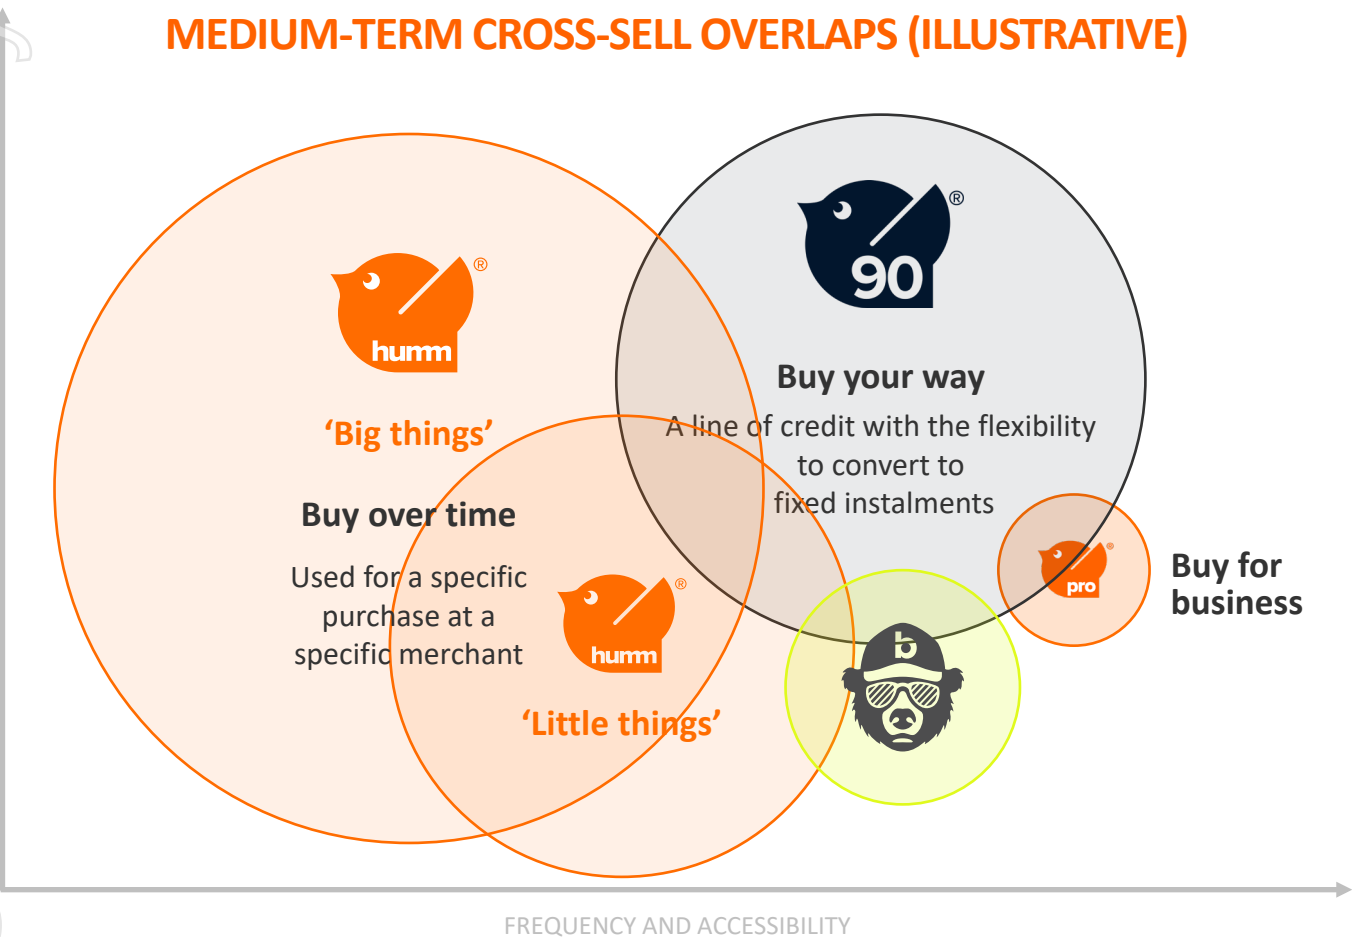 MEDIUM-TERM CROSS-SELL OVERLAPS (ILLUSTRATIVE)
90
®
humm
®
‘Big things’
Buy over time
Used for a specific
purchase at a
specific merchant
Buy your way
A line of credit with the flexibility
to convert to
fixed instalments
humm
®
‘Little things’
b
pro
®
Buy for
business
FREQUENCY AND ACCESSIBILITY